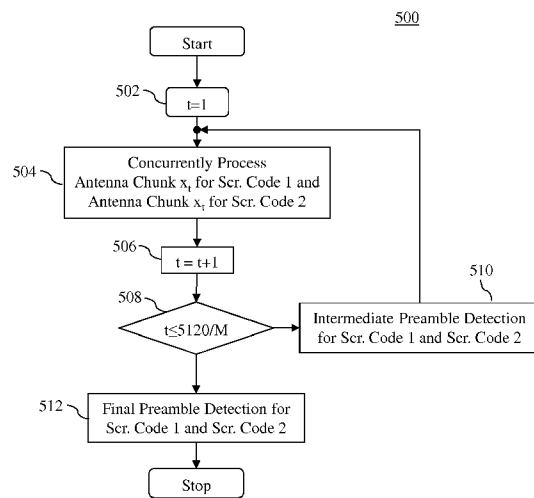 500
Start
502
t=1
504
Concurrently Process
Antenna Chunk xₜ for Scr. Code 1 and
Antenna Chunk xₜ for Scr. Code 2
506
t = t+1
508
t≤5120/M
510
Intermediate Preamble Detection
for Scr. Code 1 and Scr. Code 2
512
Final Preamble Detection for
Scr. Code 1 and Scr. Code 2
Stop